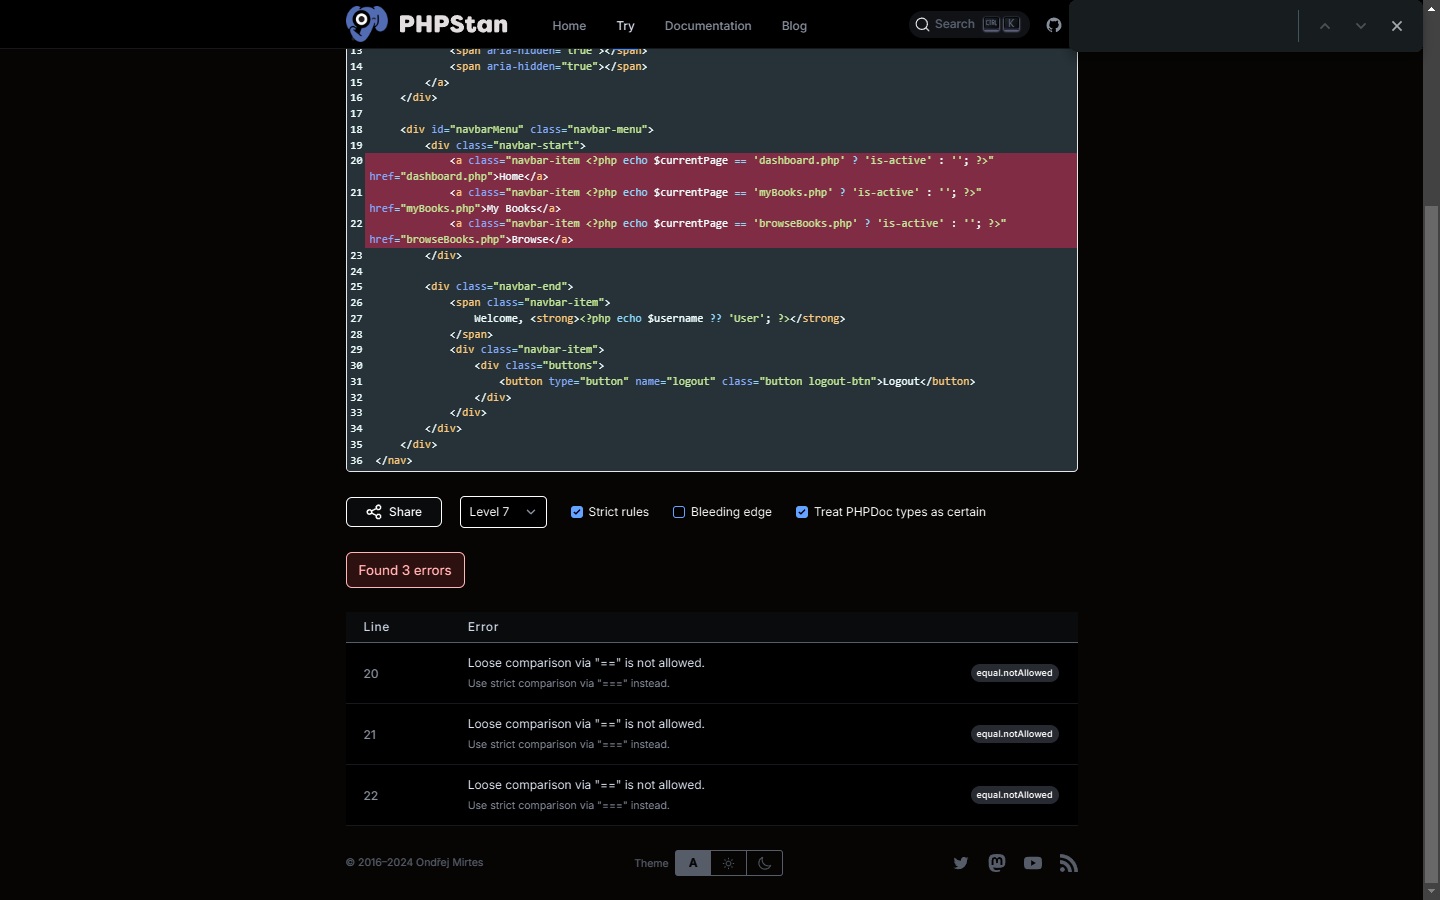 PHPStan
Home
Try
Documentation
Blog
Search
CTRL
K
13 <span aria-hidden="true"></span>
14 <span aria-hidden="true"></span>
15 </a>
16 </div>
17
18 <div id="navbarMenu" class="navbar-menu">
19 <div class="navbar-start">
20 <a class="navbar-item <?php echo $currentPage == 'dashboard.php' ? 'is-active' : ''; ?>"
href="dashboard.php">Home</a>
21 <a class="navbar-item <?php echo $currentPage == 'myBooks.php' ? 'is-active' : ''; ?>"
href="myBooks.php">My Books</a>
22 <a class="navbar-item <?php echo $currentPage == 'browseBooks.php' ? 'is-active' : ''; ?>"
href="browseBooks.php">Browse</a>
23 </div>
24
25 <div class="navbar-end">
26 <span class="navbar-item">
27 Welcome, <strong><?php echo $username ?? 'User'; ?></strong>
28 </span>
29 <div class="navbar-item">
30 <div class="buttons">
31 <button type="button" name="logout" class="button logout-btn">Logout</button>
32 </div>
33 </div>
34 </div>
35 </div>
36 </nav>
Share
Level 7
Strict rules
Bleeding edge
Treat PHPDoc types as certain
Found 3 errors
Line
Error
20
Loose comparison via "==" is not allowed.
Use strict comparison via "===" instead.
equal.notAllowed
21
Loose comparison via "==" is not allowed.
Use strict comparison via "===" instead.
equal.notAllowed
22
Loose comparison via "==" is not allowed.
Use strict comparison via "===" instead.
equal.notAllowed
© 2016–2024 Ondřej Mirtes
Theme
A